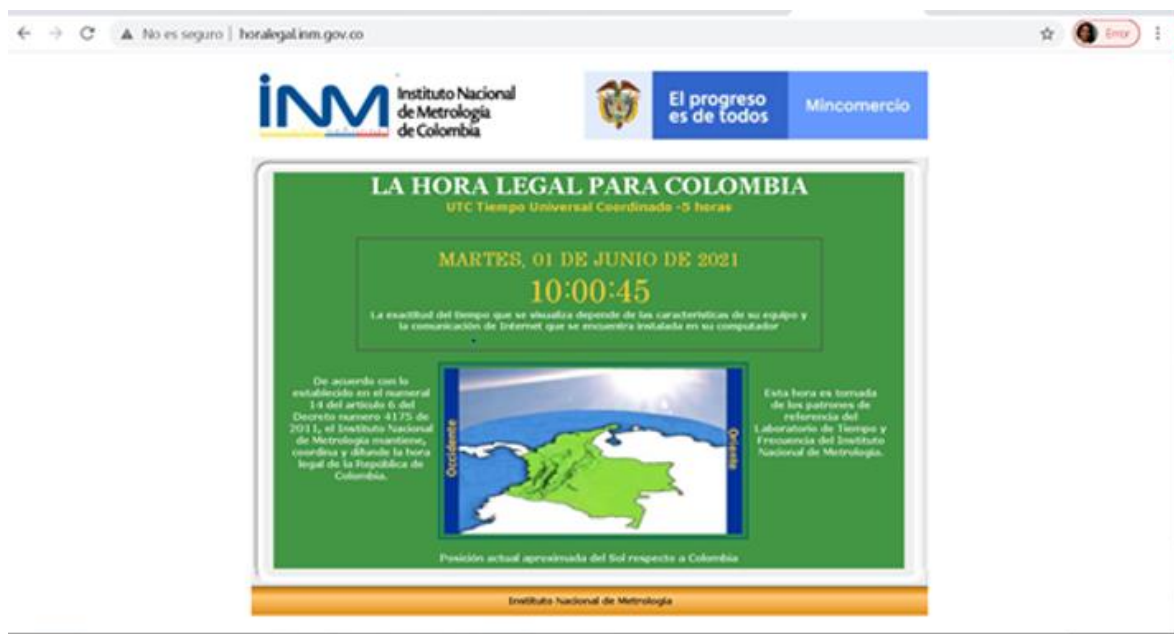 No es seguro | horalegal.inm.gov.co
Error
inm
Instituto Nacional
de Metrología
de Colombia
El progreso
es de todos
Mincomercio
LA HORA LEGAL PARA COLOMBIA
UTC Tiempo Universal Coordinado -5 horas
MARTES, 01 DE JUNIO DE 2021
10:00:45
La exactitud del tiempo que se visualiza depende de las características de su equipo y
la comunicación de Internet que se encuentra instalada en su computador
De acuerdo con lo
establecido en el numeral
14 del artículo 6 del
Decreto numero 4175 de
2011, el Instituto Nacional
de Metrología mantiene,
coordina y difunde la hora
legal de la República de
Colombia.
Occidente
Oriente
Esta hora es tomada
de los patrones de
referencia del
Laboratorio de Tiempo y
Frecuencia del Instituto
Nacional de Metrología.
Posición actual aproximada del Sol respecto a Colombia
Instituto Nacional de Metrología